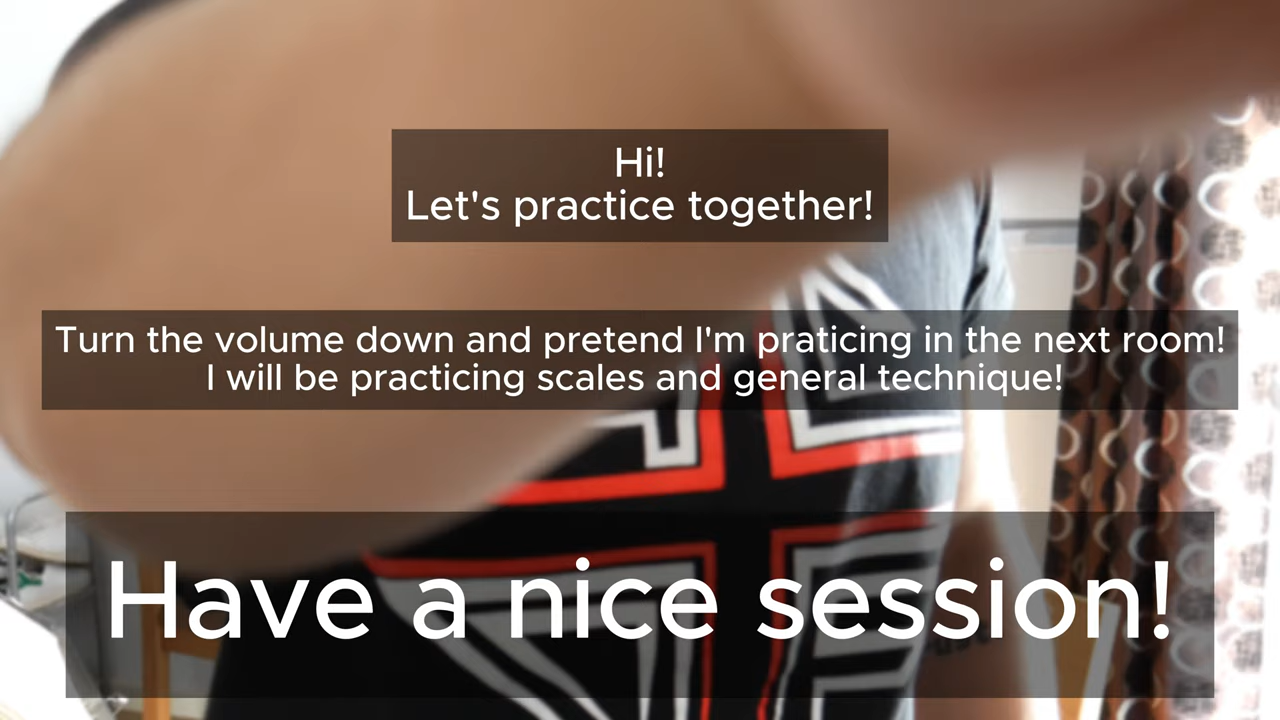 Hi!
Let's practice together!
Turn the volume down and pretend I'm praticing in the next room!
I will be practicing scales and general technique!
Have a nice session!